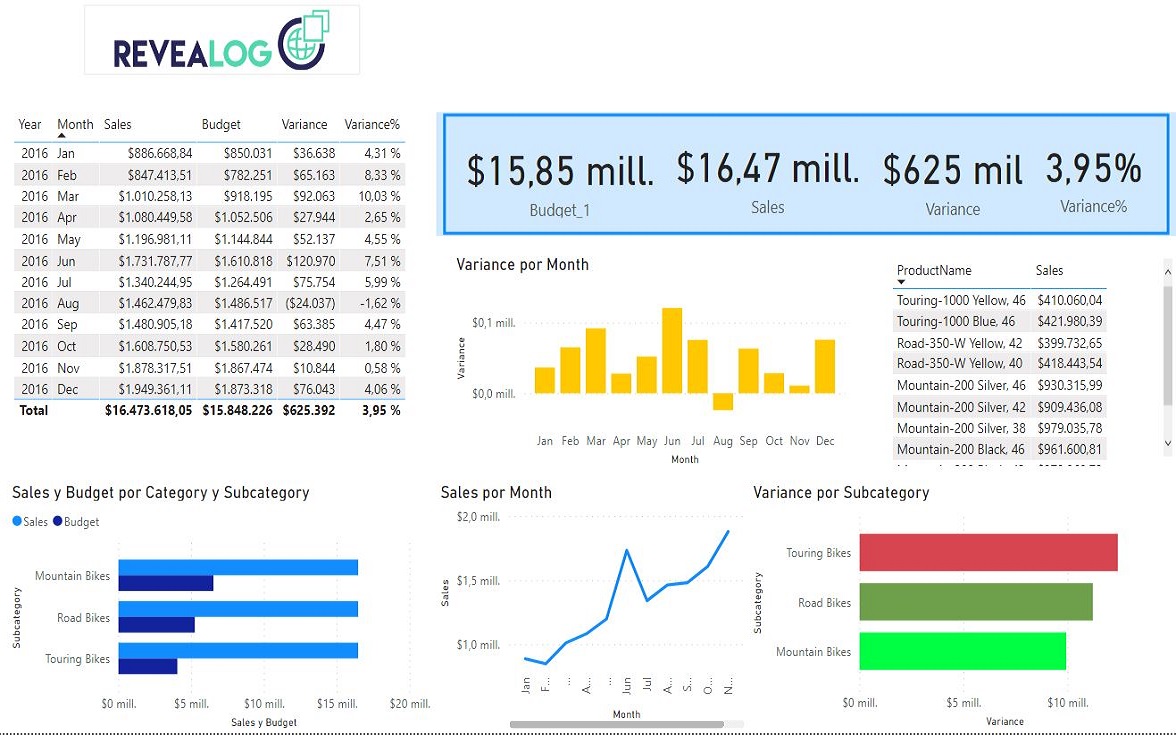 REVEALOG
Year Month Sales Budget Variance Variance%
2016 Jan $886.668,84 $850.031 $36.638 4,31 %
2016 Feb $847.413,51 $782.251 $65.163 8,33 %
2016 Mar $1.010.258,13 $918.195 $92.063 10,03 %
2016 Apr $1.080.449,58 $1.052.506 $27.944 2,65 %
2016 May $1.196.981,11 $1.144.844 $52.137 4,55 %
2016 Jun $1.731.787,77 $1.610.818 $120.970 7,51 %
2016 Jul $1.340.244,95 $1.264.491 $75.754 5,99 %
2016 Aug $1.462.479,83 $1.486.517 ($24.037) -1,62 %
2016 Sep $1.480.905,18 $1.417.520 $63.385 4,47 %
2016 Oct $1.608.750,53 $1.580.261 $28.490 1,80 %
2016 Nov $1.878.317,51 $1.867.474 $10.844 0,58 %
2016 Dec $1.949.361,11 $1.873.318 $76.043 4,06 %
Total $16.473.618,05 $15.848.226 $625.392 3,95 %
$15,85 mill. $16,47 mill. $625 mil 3,95%
Budget_1 Sales Variance Variance%
Variance por Month
Variance
$0,1 mill.
$0,0 mill.
Jan Feb Mar Apr May Jun Jul Aug Sep Oct Nov Dec
Month
ProductName Sales
Touring-1000 Yellow, 46 $410.060,04
Touring-1000 Blue, 46 $421.980,39
Road-350-W Yellow, 42 $399.732,65
Road-350-W Yellow, 40 $418.443,54
Mountain-200 Silver, 46 $930.315,99
Mountain-200 Silver, 42 $909.436,08
Mountain-200 Silver, 38 $979.035,78
Mountain-200 Black, 46 $961.600,81
Sales y Budget por Category y Subcategory
Sales Budget
Subcategory
Mountain Bikes
Road Bikes
Touring Bikes
$0 mill. $5 mill. $10 mill. $15 mill. $20 mill.
Sales y Budget
Sales por Month
Sales
$2,0 mill.
$1,5 mill.
$1,0 mill.
Jan F... ... A... ... Jun Jul A... S... O... N...
Month
Variance por Subcategory
Subcategory
Touring Bikes
Road Bikes
Mountain Bikes
$0 mill. $5 mill. $10 mill.
Variance